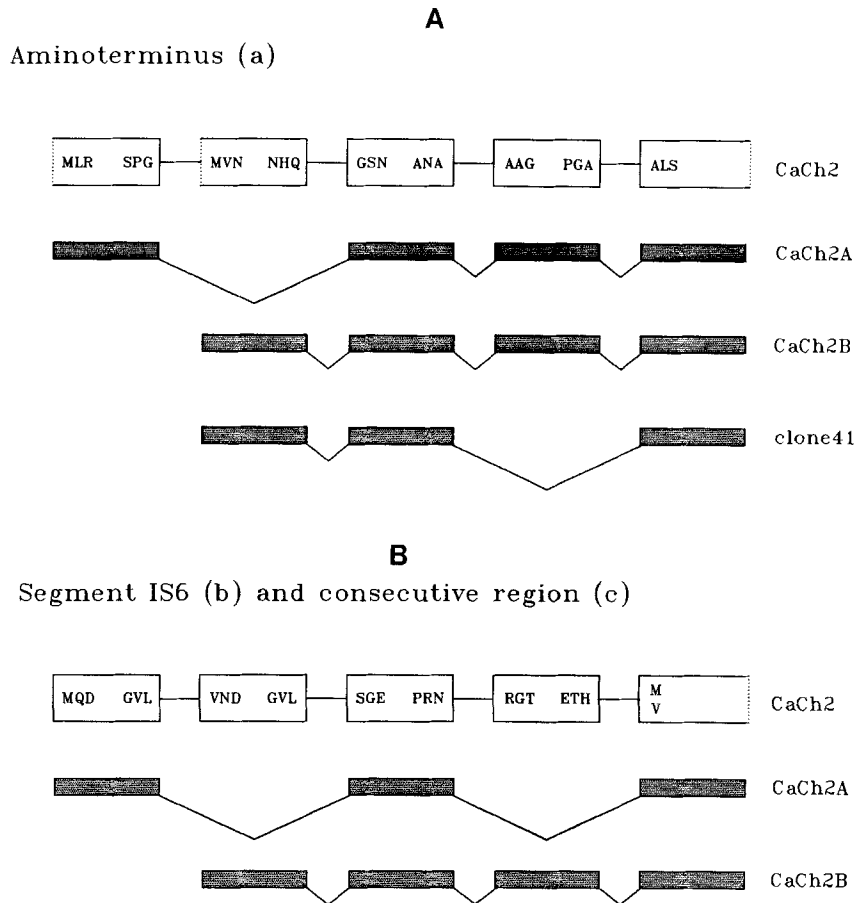 A
Aminoterminus (a)
MLR SPG MVN NHQ GSN ANA AAG PGA ALS CaCh2
CaCh2A
CaCh2B
clone41
B
Segment IS6 (b) and consecutive region (c)
MQD GVL VND GVL SGE PRN RGT ETH M V CaCh2
CaCh2A
CaCh2B